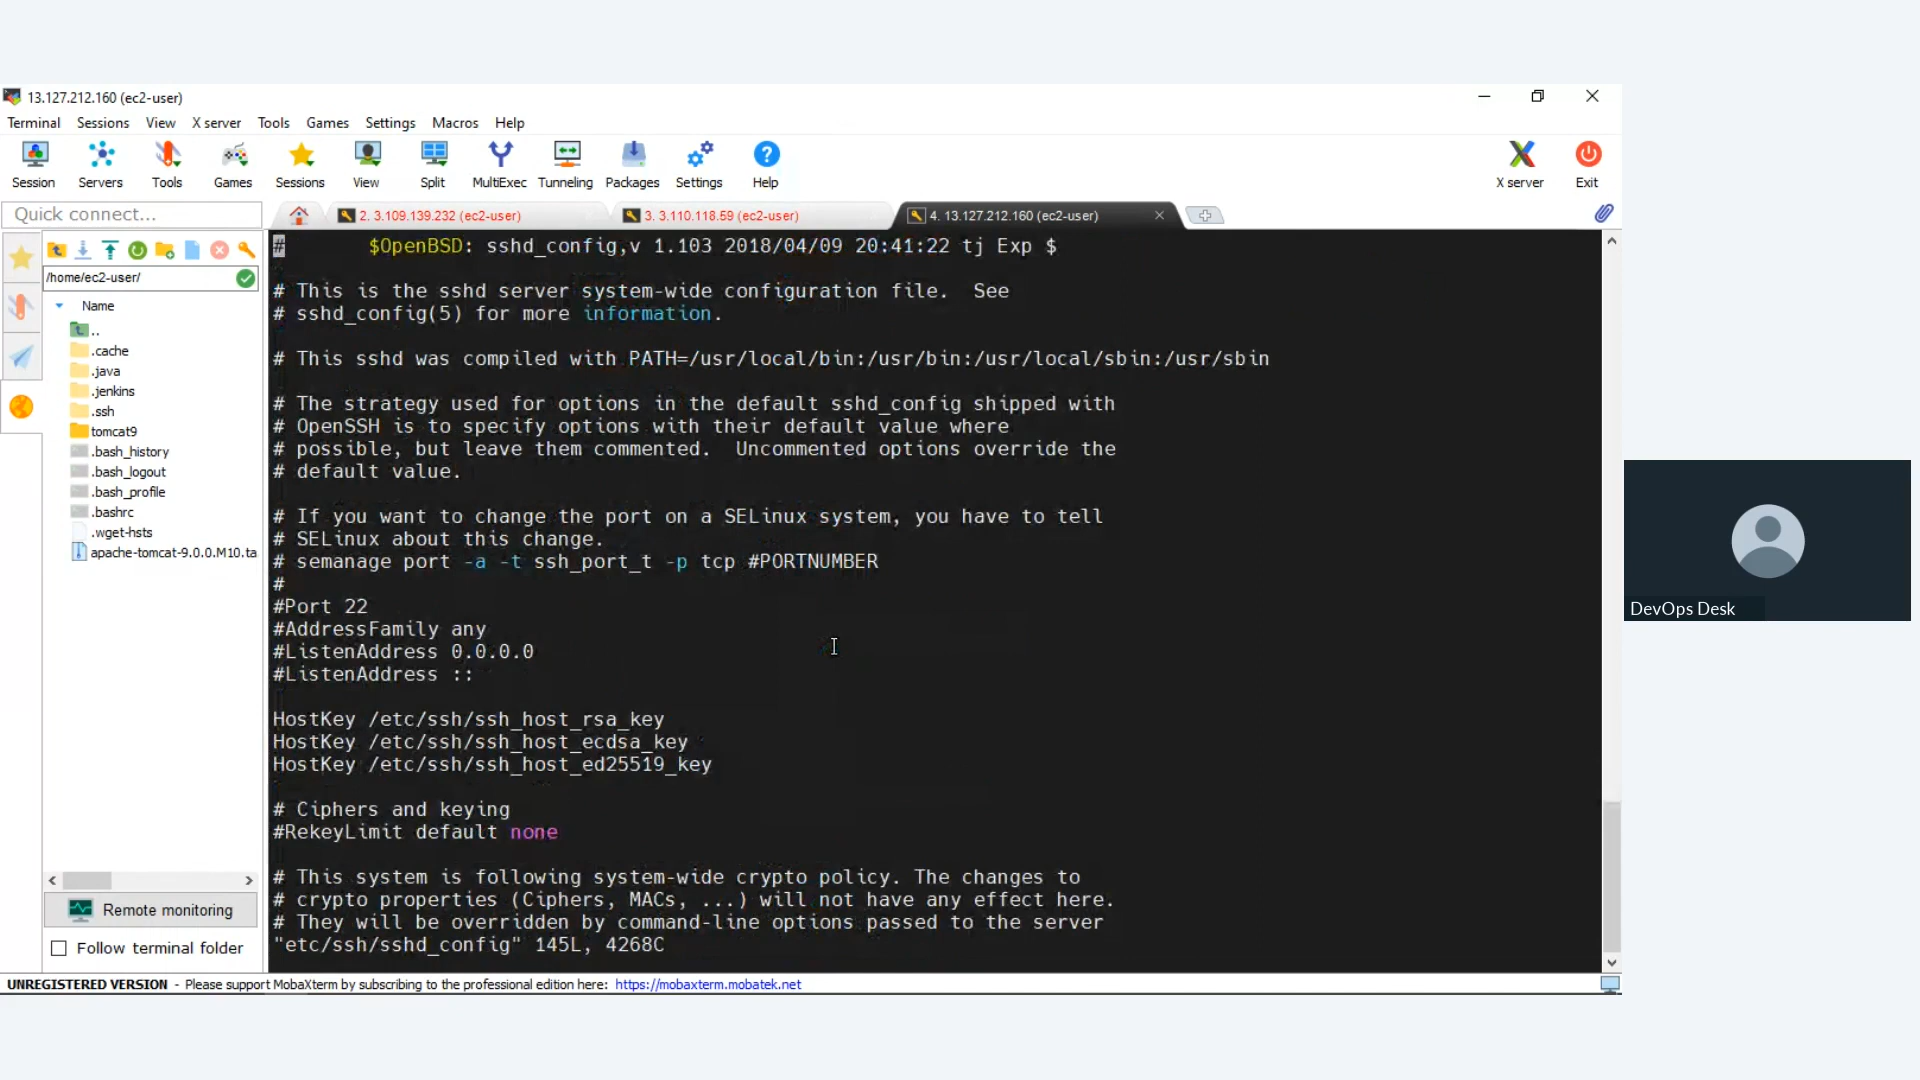 13.127.212.160 (ec2-user)
Terminal Sessions View X server Tools Games Settings Macros Help
Session Servers Tools Games Sessions View Split MultiExec Tunneling Packages Settings Help X server Exit
Quick connect...
2. 3.109.139.232 (ec2-user)
3. 3.110.118.59 (ec2-user)
4. 13.127.212.160 (ec2-user)
/home/ec2-user/
Name
..
.cache
.java
.jenkins
.ssh
tomcat9
.bash_history
.bash_logout
.bash_profile
.bashrc
.wget-hsts
apache-tomcat-9.0.0.M10.ta
Remote monitoring
Follow terminal folder
# $OpenBSD: sshd_config,v 1.103 2018/04/09 20:41:22 tj Exp $
# This is the sshd server system-wide configuration file. See
# sshd_config(5) for more information.
# This sshd was compiled with PATH=/usr/local/bin:/usr/bin:/usr/local/sbin:/usr/sbin
# The strategy used for options in the default sshd_config shipped with
# OpenSSH is to specify options with their default value where
# possible, but leave them commented. Uncommented options override the
# default value.
# If you want to change the port on a SELinux system, you have to tell
# SELinux about this change.
# semanage port -a -t ssh_port_t -p tcp #PORTNUMBER
#
#Port 22
#AddressFamily any
#ListenAddress 0.0.0.0
#ListenAddress ::
HostKey /etc/ssh/ssh_host_rsa_key
HostKey /etc/ssh/ssh_host_ecdsa_key
HostKey /etc/ssh/ssh_host_ed25519_key
# Ciphers and keying
#RekeyLimit default none
# This system is following system-wide crypto policy. The changes to
# crypto properties (Ciphers, MACs, ...) will not have any effect here.
# They will be overridden by command-line options passed to the server
"etc/ssh/sshd_config" 145L, 4268C
UNREGISTERED VERSION - Please support MobaXterm by subscribing to the professional edition here: https://mobaxterm.mobatek.net
DevOps Desk